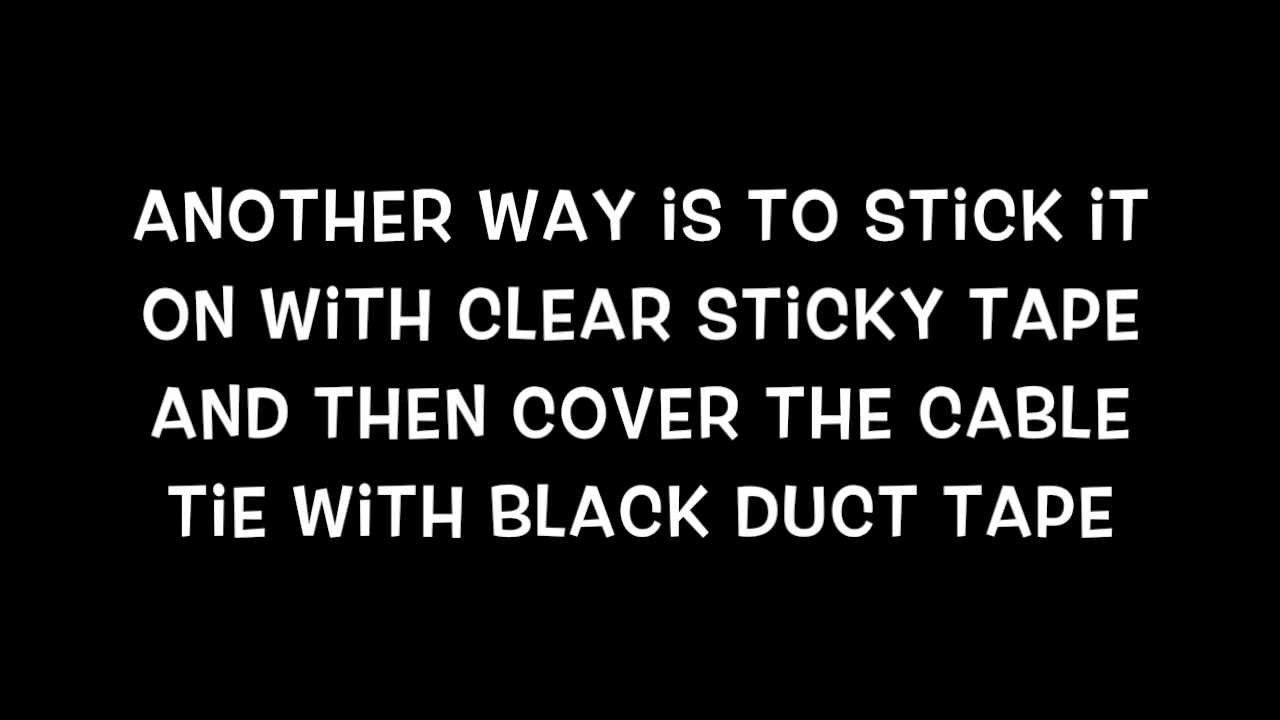 ANOTHER WAY iS TO STiCK iT
ON WiTH CLEAR STiCKY TAPE
AND THEN COVER THE CABLE
TiE WiTH BLACK DUCT TAPE